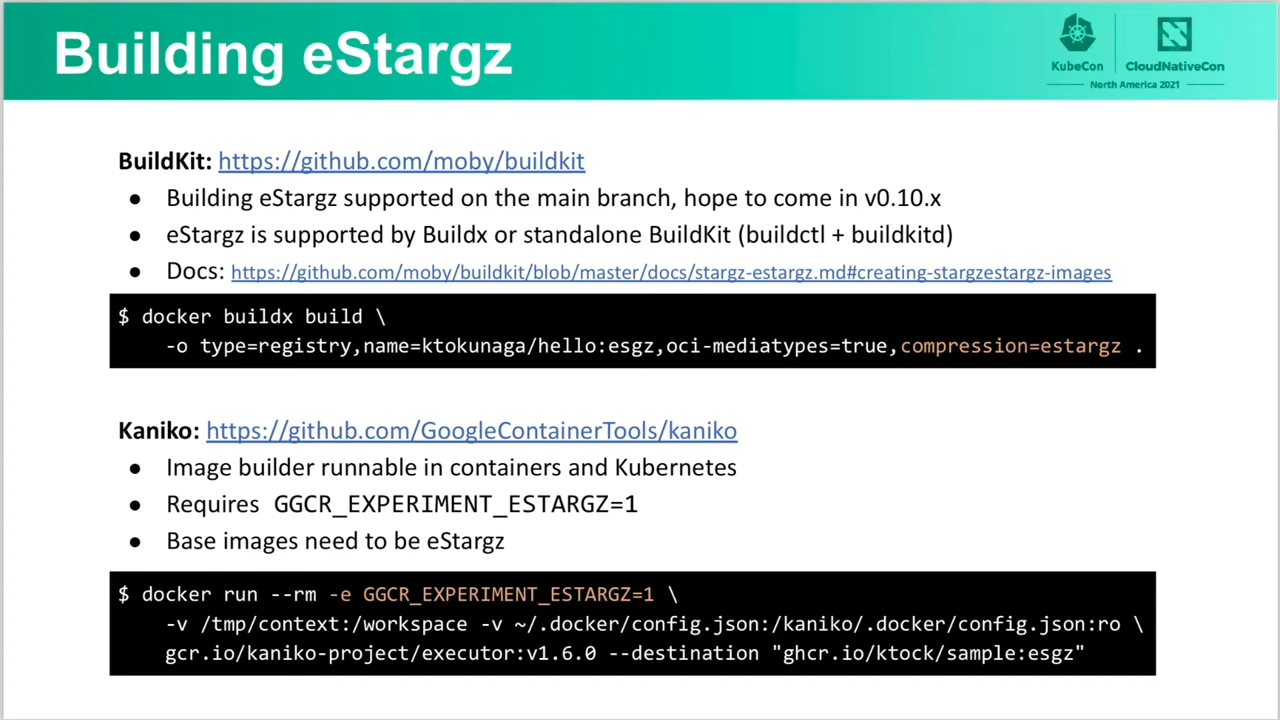 Building eStargz
KubeCon
CloudNativeCon
North America 2021
BuildKit: https://github.com/moby/buildkit
● Building eStargz supported on the main branch, hope to come in v0.10.x
● eStargz is supported by Buildx or standalone BuildKit (buildctl + buildkitd)
● Docs: https://github.com/moby/buildkit/blob/master/docs/stargz-estargz.md#creating-stargzestargz-images
$ docker buildx build \
-o type=registry,name=ktokunaga/hello:esgz,oci-mediatypes=true,compression=estargz .
Kaniko: https://github.com/GoogleContainerTools/kaniko
● Image builder runnable in containers and Kubernetes
● Requires GGCR_EXPERIMENT_ESTARGZ=1
● Base images need to be eStargz
$ docker run --rm -e GGCR_EXPERIMENT_ESTARGZ=1 \
-v /tmp/context:/workspace -v ~/.docker/config.json:/kaniko/.docker/config.json:ro \
gcr.io/kaniko-project/executor:v1.6.0 --destination "ghcr.io/ktock/sample:esgz"